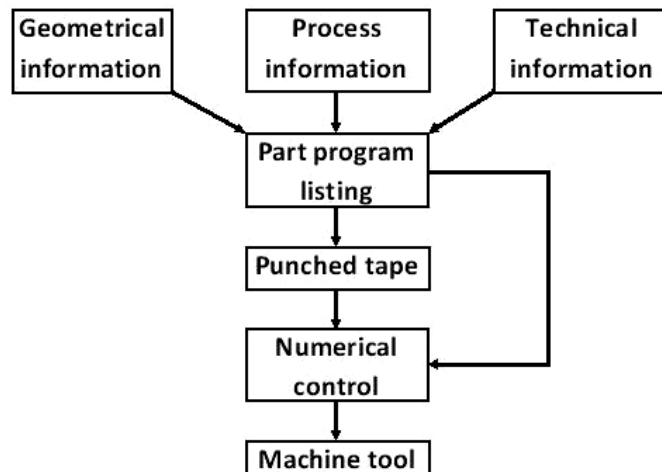 Geometrical
information
Process
information
Technical
information
Part program
listing
Punched tape
Numerical
control
Machine tool